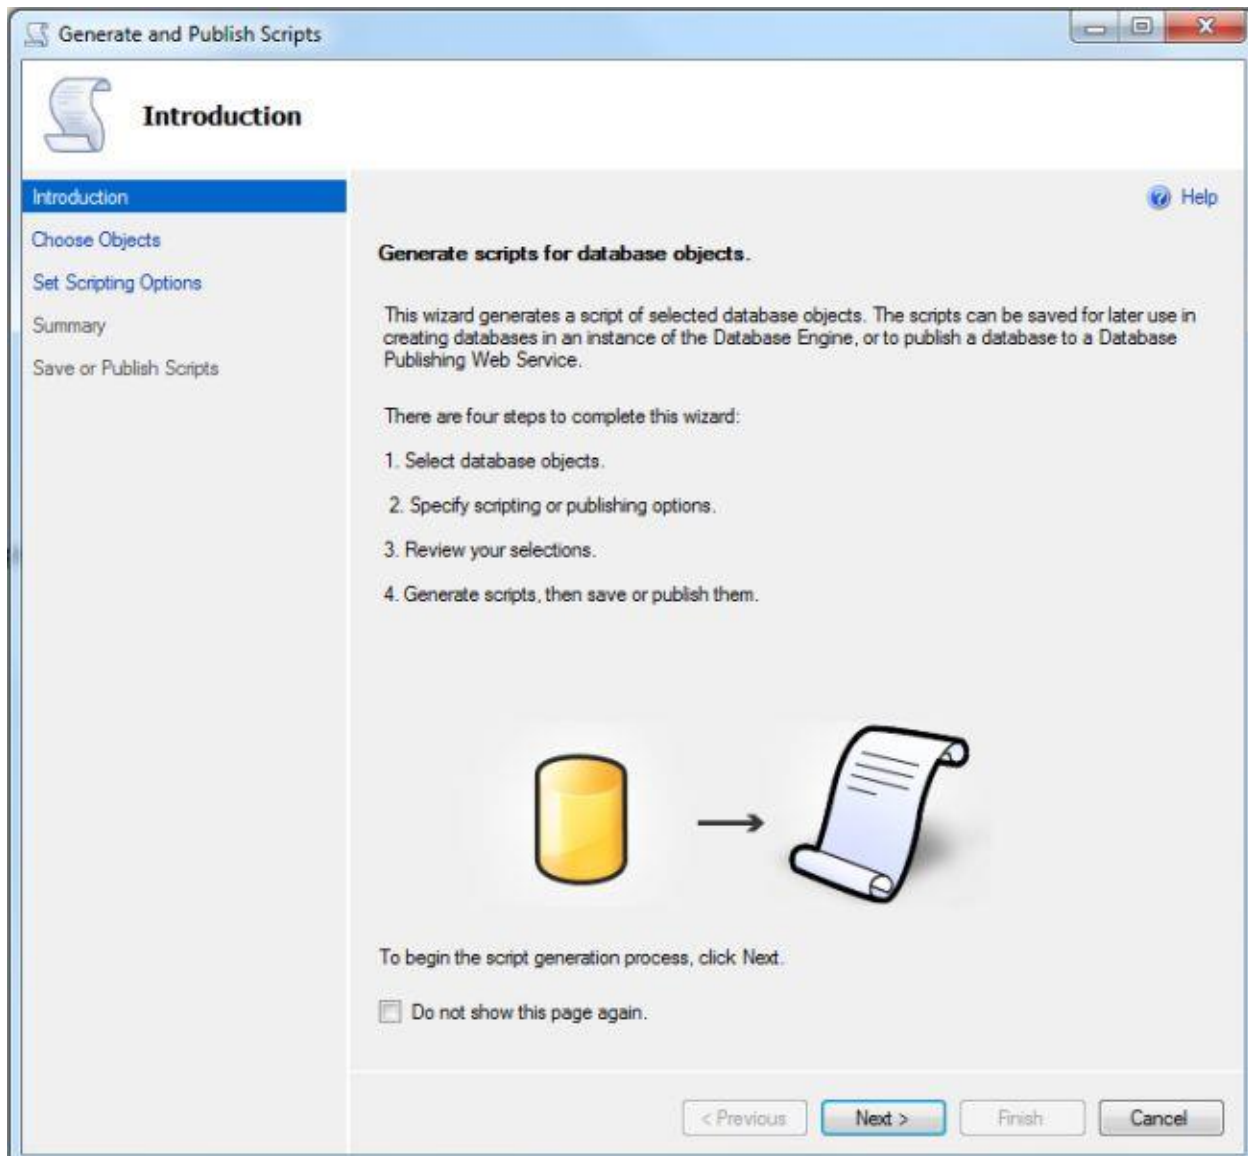 Generate and Publish Scripts
Introduction
Introduction
Choose Objects
Set Scripting Options
Summary
Save or Publish Scripts
Help
Generate scripts for database objects.
This wizard generates a script of selected database objects. The scripts can be saved for later use in
creating databases in an instance of the Database Engine, or to publish a database to a Database
Publishing Web Service.
There are four steps to complete this wizard:
1. Select database objects.
2. Specify scripting or publishing options.
3. Review your selections.
4. Generate scripts, then save or publish them.
To begin the script generation process, click Next.
Do not show this page again.
< Previous
Next >
Finish
Cancel